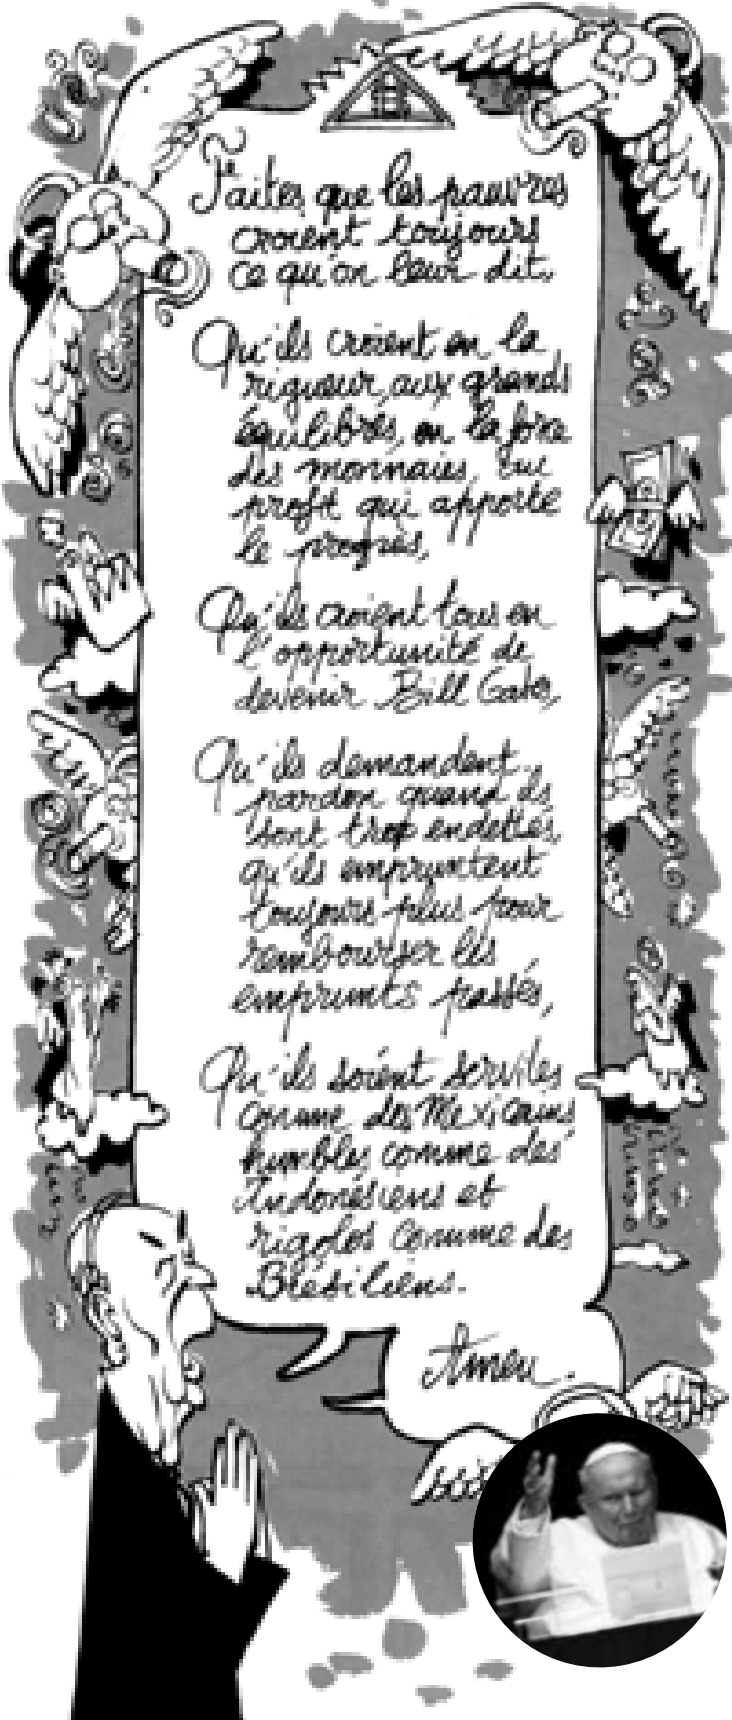 Faites que les pauvres
croient toujours
ce qu'on leur dit,
Qu'ils croient en la
rigueur, aux grands
équilibres, en la force
des monnaies, au
profit qui apporte
le progrès,
Qu'ils croient tous en
l'opportunité de
devenir Bill Gates,
Qu'ils demandent
pardon quand ils
sont trop endettés,
qu'ils empruntent
toujours plus pour
rembourser les
emprunts passés,
Qu'ils soient serviles
comme des Mexicains
humbles comme des
Indonésiens et
rigolos comme des
Brésiliens.
Amen.